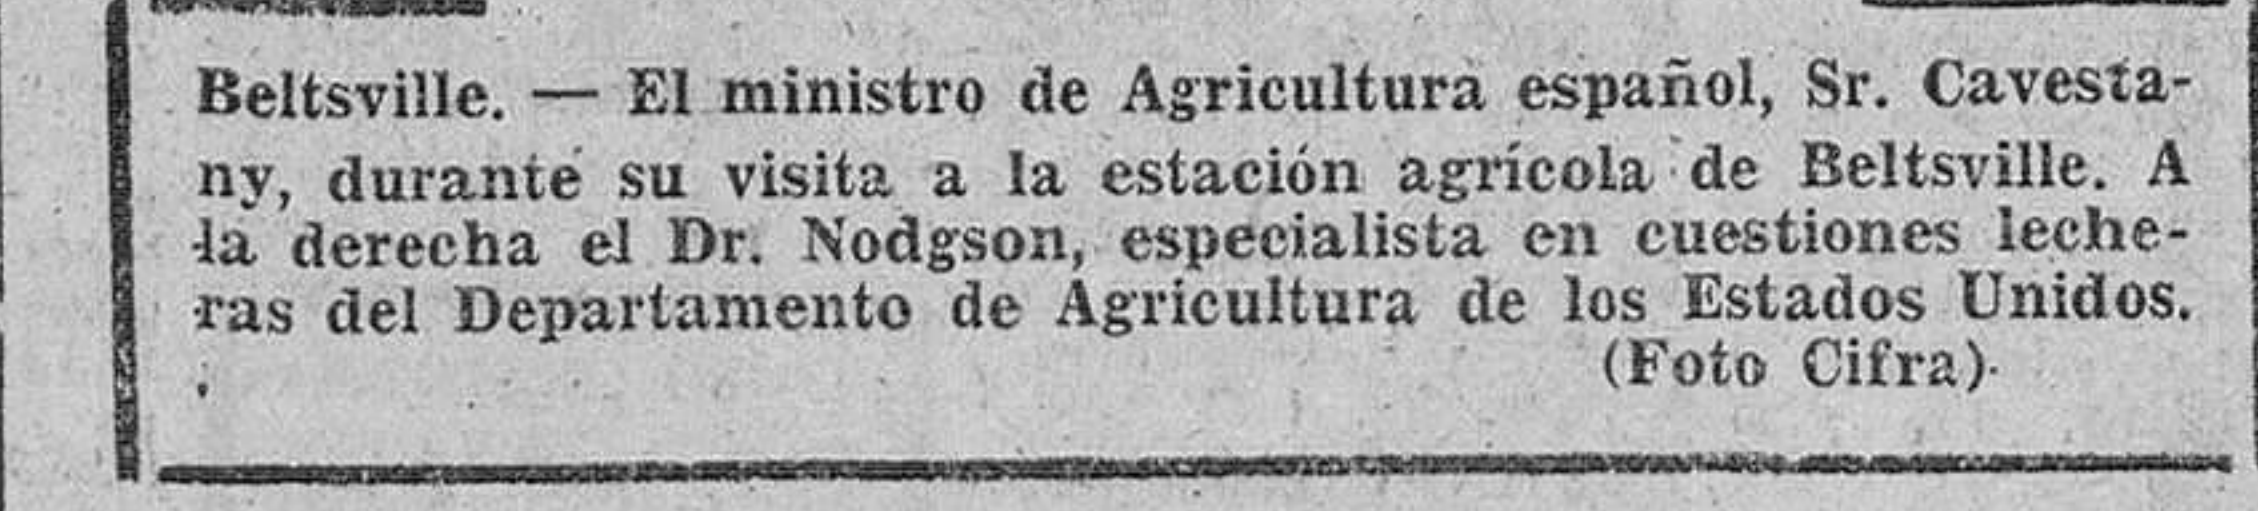 Beltsville. — El ministro de Agricultura español, Sr. Cavesta-
ny, durante su visita a la estación agrícola de Beltsville. A
la derecha el Dr. Nodgson, especialista en cuestiones leche-
ras del Departamento de Agricultura de los Estados Unidos.
(Foto Cifra).